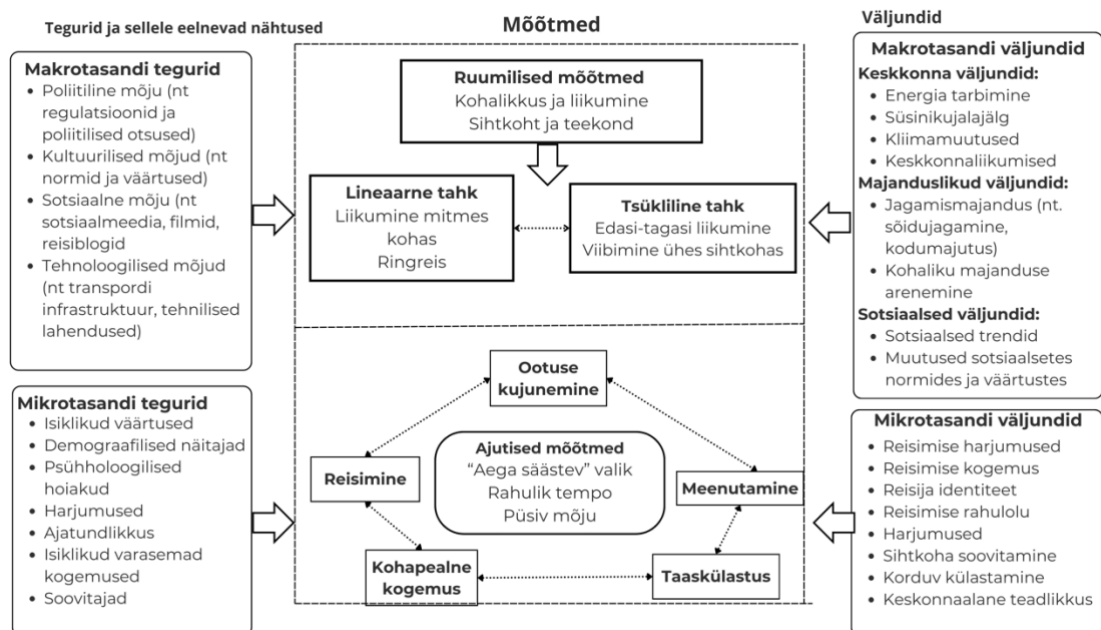 Tegurid ja sellele eelnevad nähtused
Makrotasandi tegurid
Poliitiline mõju (nt
regulatsioonid ja
poliitilised otsused)
Kultuurilised mõjud (nt
normid ja väärtused)
Sotsiaalne mõju (nt
sotsiaalmeedia, filmid,
reisiblogid
Tehnoloogilised mõjud
(nt transpordi
infrastruktuur, tehnilised
lahendused)
Mikrotasandi tegurid
Isiklikud väärtused
Demograafilised näitajad
Psühholoogilised
hoiakud
Harjumused
Ajatundlikkus
Isiklikud varasemad
kogemused
Soovitajad
Mõõtmed
Ruumilised mõõtmed
Kohalikkus ja liikumine
Sihtkoht ja teekond
Lineaarne tahk
Liikumine mitmes
kohas
Ringreis
Tsükliline tahk
Edasi-tagasi liikumine
Viibimine ühes sihtkohas
Ootuse
kujunemine
Reisimine
Ajutised mõõtmed
“Aega säästev” valik
Rahulik tempo
Püsiv mõju
Meenutamine
Kohapealne
kogemus
Taaskülastus
Väljundid
Makrotasandi väljundid
Keskkonna väljundid:
Energia tarbimine
Süsinikujalajälg
Kliimamuutused
Keskkonnaliikumised
Majanduslikud väljundid:
Jagamismajandus (nt.
sõidujagamine,
kodumajutus)
Kohaliku majanduse
arenemine
Sotsiaalsed väljundid:
Sotsiaalsed trendid
Muutused sotsiaalsetes
normides ja väärtustes
Mikrotasandi väljundid
Reisimise harjumused
Reisimise kogemus
Reisija identiteet
Reisimise rahulolu
Harjumused
Sihtkoha soovitamine
Korduv külastamine
Keskonnaalane teadlikkus